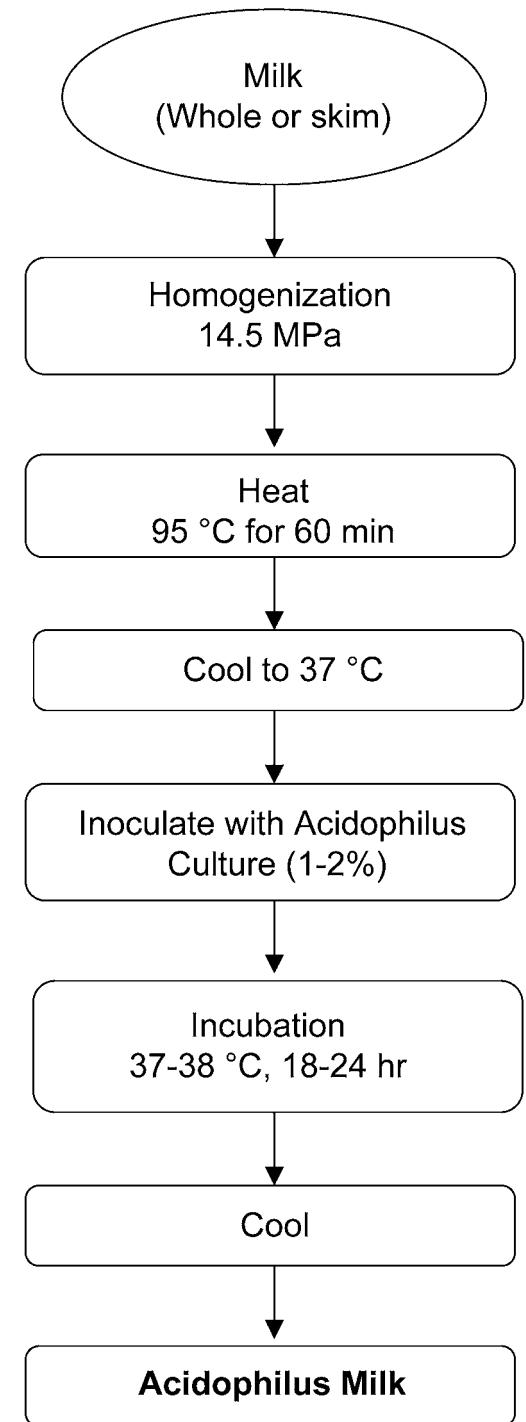 Milk
(Whole or skim)
Homogenization
14.5 MPa
Heat
95 °C for 60 min
Cool to 37 °C
Inoculate with Acidophilus
Culture (1-2%)
Incubation
37-38 °C, 18-24 hr
Cool
Acidophilus Milk